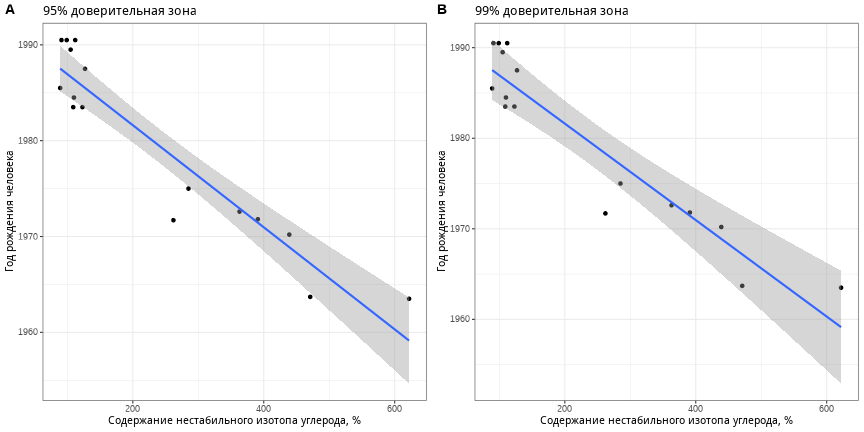 A
95% доверительная зона
1990
1980
1970
1960
200
400
600
Год рождения человека
Содержание нестабильного изотопа углерода, %
B
99% доверительная зона
1990
1980
1970
1960
200
400
600
Год рождения человека
Содержание нестабильного изотопа углерода, %